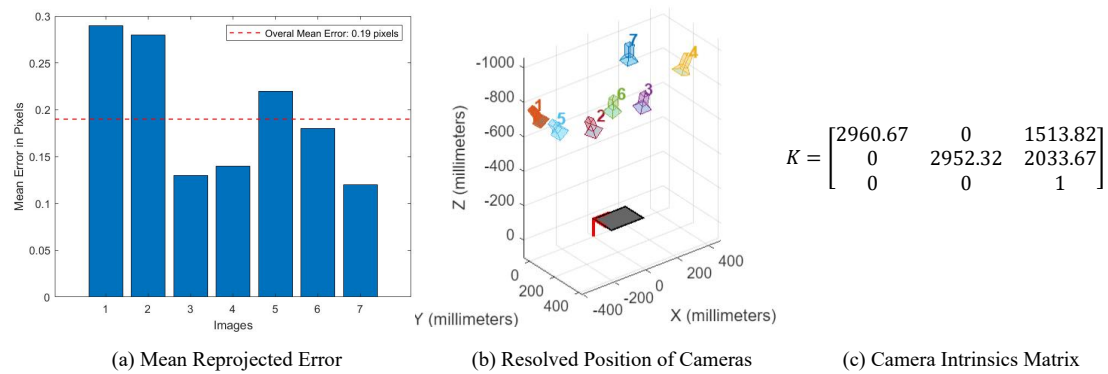 0.3
0.25
0.2
0.15
0.1
0.05
0
Mean Error in Pixels
Overal Mean Error: 0.19 pixels
1 2 3 4 5 6 7
Images
(a) Mean Reprojected Error
-1000
-800
-600
-400
-200
0
Z (millimeters)
1
5
2
6
3
7
4
0
200
400
Y (millimeters)
-400
-200
0
200
400
X (millimeters)
(b) Resolved Position of Cameras
K =
2960.67 0 1513.82
0 2952.32 2033.67
0 0 1
(c) Camera Intrinsics Matrix